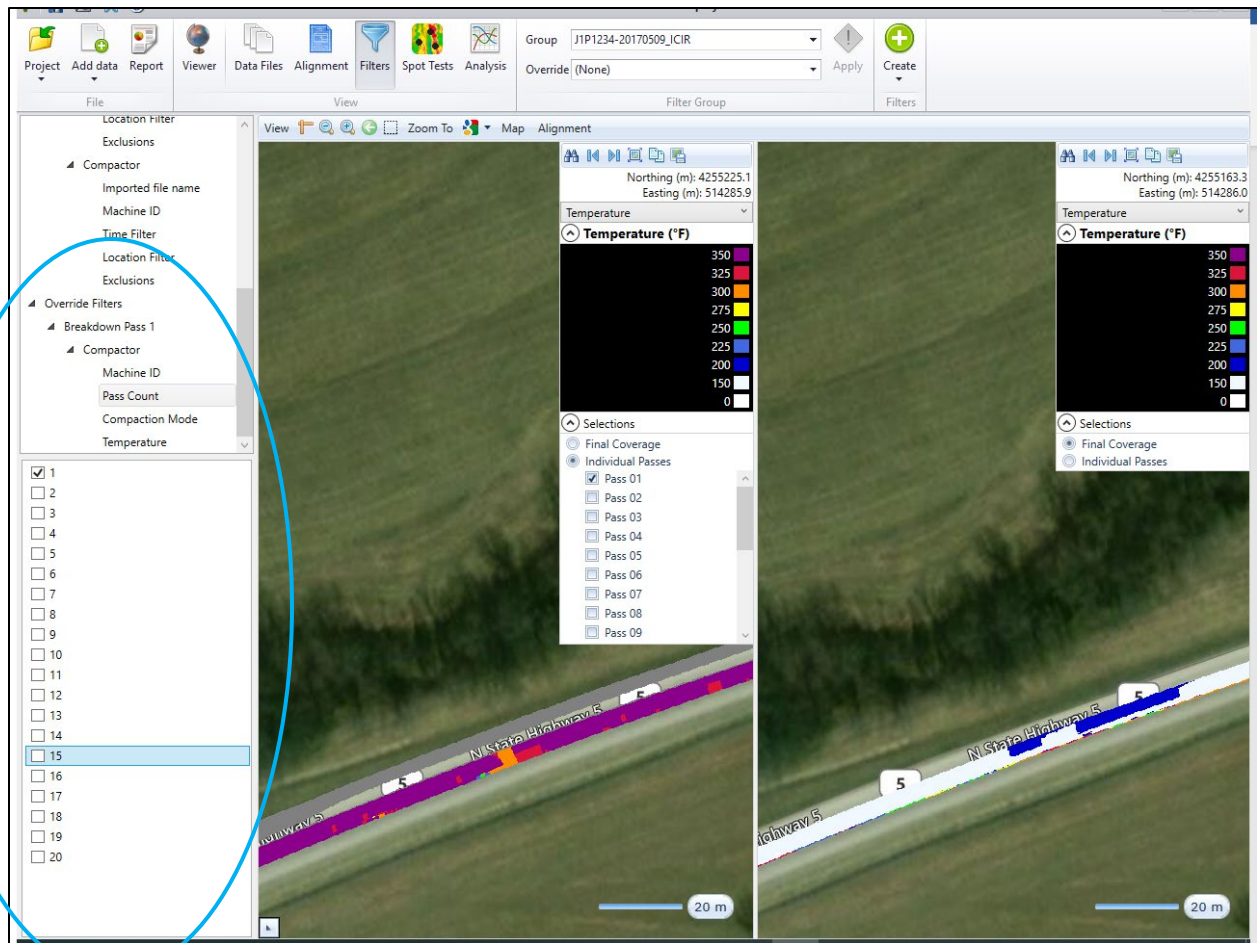 Project
Add data
Report
Viewer
Data Files
Alignment
Filters
Spot Tests
Analysis
Group
J1P1234-20170509_ICIR
Override
(None)
Apply
Create
File
View
Filter Group
Filters
Location Filter
Exclusions
Compactor
Imported file name
Machine ID
Time Filter
Location Filter
Exclusions
Override Filters
Breakdown Pass 1
Compactor
Machine ID
Pass Count
Compaction Mode
Temperature
1
2
3
4
5
6
7
8
9
10
11
12
13
14
15
16
17
18
19
20
View
Zoom To
Map
Alignment
Northing (m): 4255225.1
Easting (m): 514285.9
Temperature
Temperature (°F)
350
325
300
275
250
225
200
150
0
Selections
Final Coverage
Individual Passes
Pass 01
Pass 02
Pass 03
Pass 04
Pass 05
Pass 06
Pass 07
Pass 08
Pass 09
5
N State Highway 5
5
20 m
Northing (m): 4255163.3
Easting (m): 514286.0
Temperature
Temperature (°F)
350
325
300
275
250
225
200
150
0
Selections
Final Coverage
Individual Passes
5
N State Highway 5
5
ighway 5
20 m